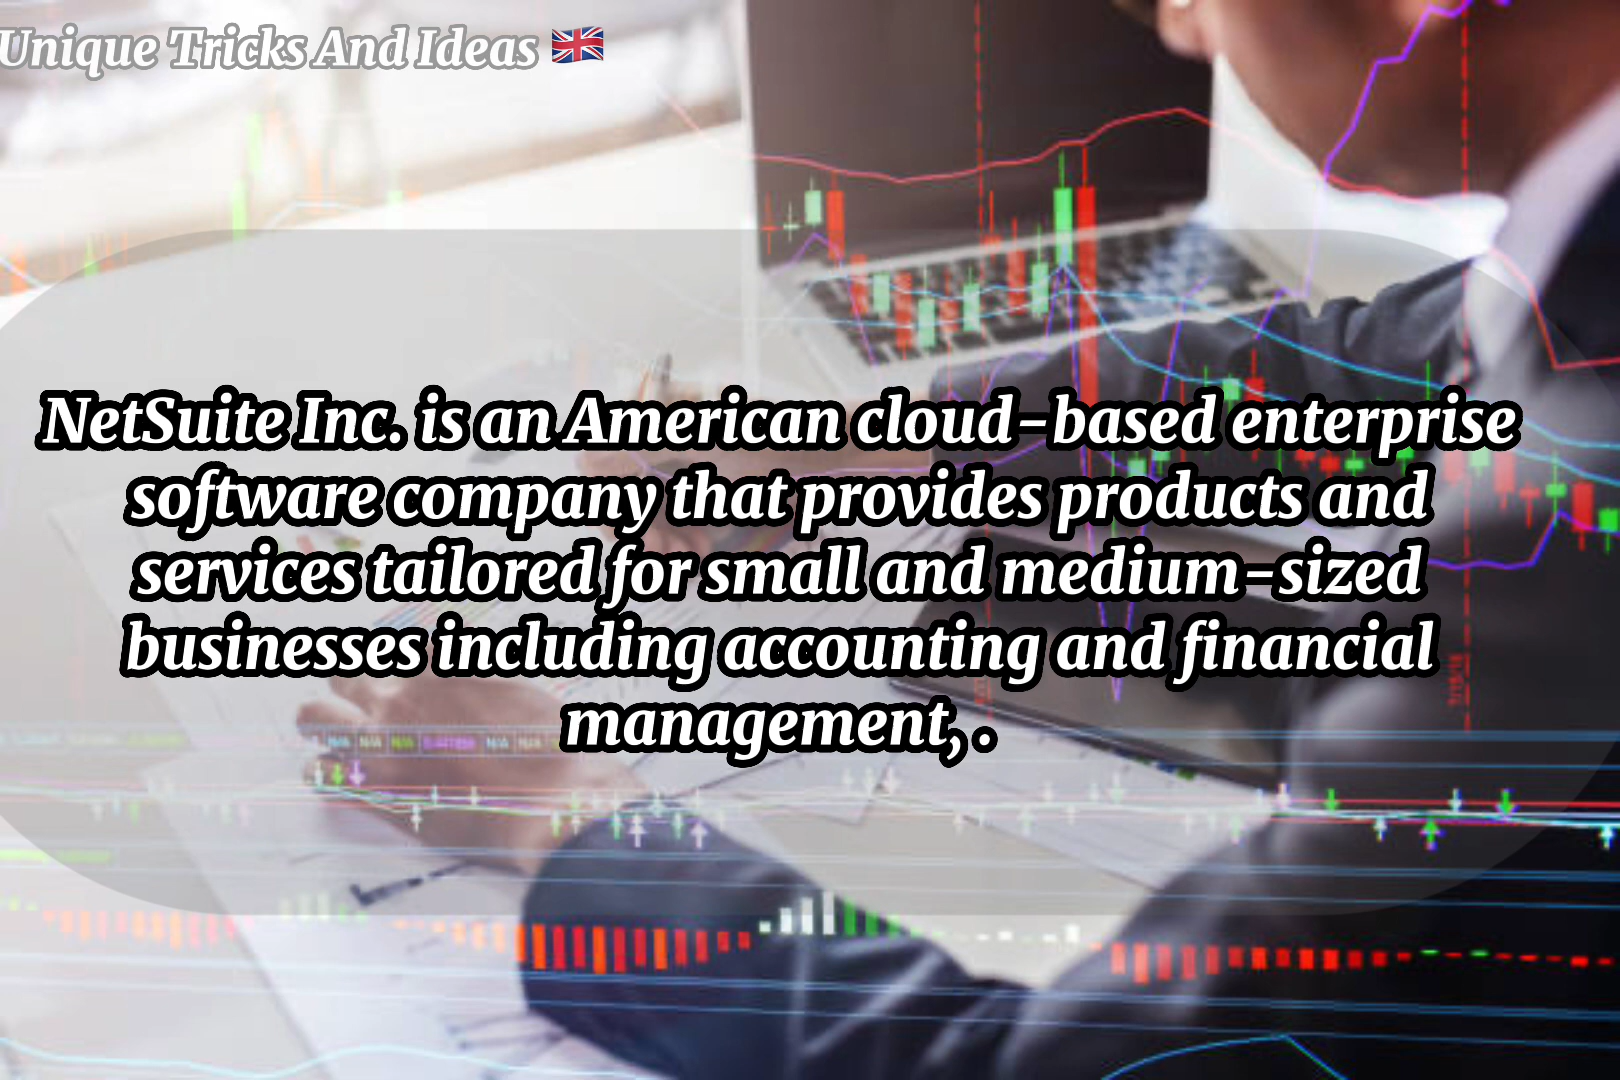 Unique Tricks And Ideas 🇬🇧
NetSuite Inc. is an American cloud-based enterprise
software company that provides products and
services tailored for small and medium-sized
businesses including accounting and financial
management, .
N/A N/A N/A N/A N/A